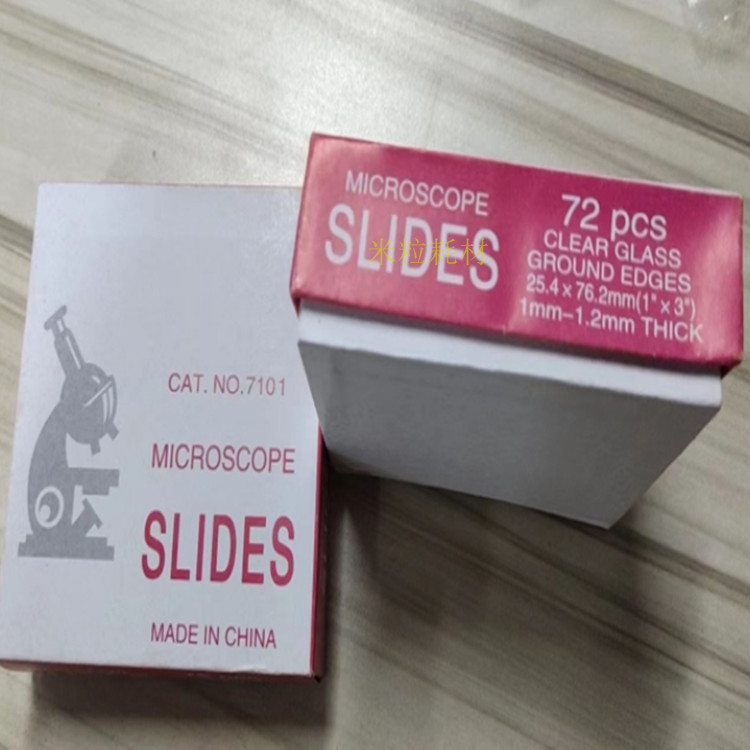 MICROSCOPE
SLIDES
72 pcs
CLEAR GLASS
GROUND EDGES
25.4×76.2mm(1"×3")
1mm–1.2mm THICK
米粒耗材
CAT. NO.7101
MICROSCOPE
SLIDES
MADE IN CHINA